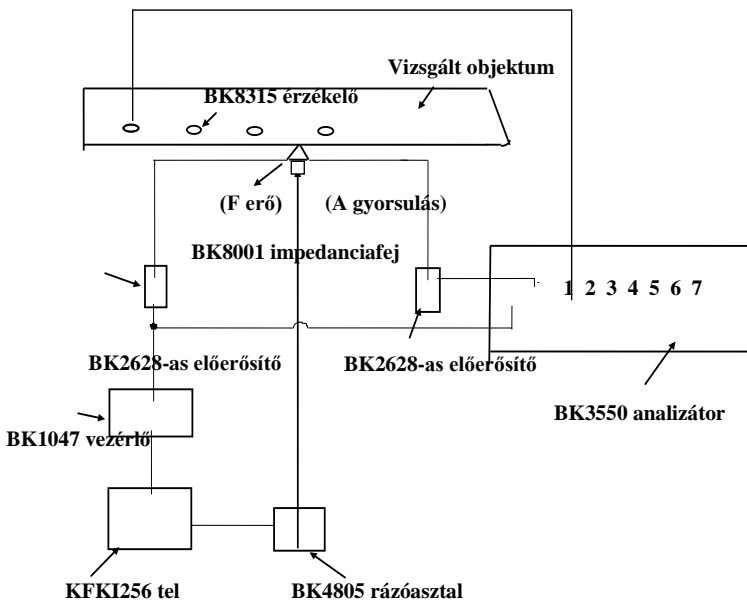 Vizsgált objektum
BK8315 érzékelő
(F erő)
(A gyorsulás)
BK8001 impedanciafej
1 2 3 4 5 6 7
BK2628-as előerősítő
BK2628-as előerősítő
BK3550 analizátor
BK1047 vezérlő
KFKI256 tel
BK4805 rázóasztal